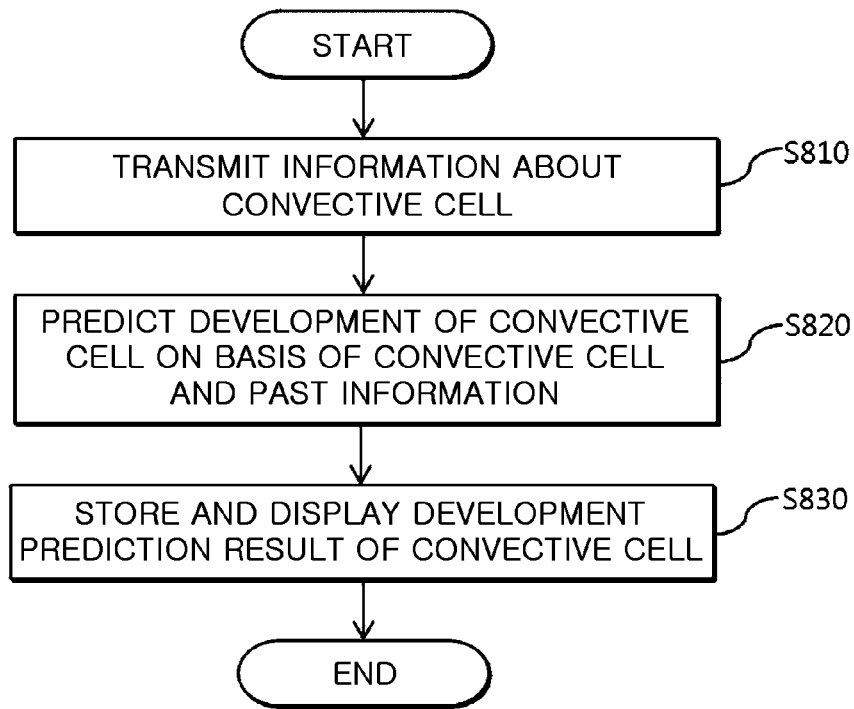 START
TRANSMIT INFORMATION ABOUT
CONVECTIVE CELL
S810
PREDICT DEVELOPMENT OF CONVECTIVE
CELL ON BASIS OF CONVECTIVE CELL
AND PAST INFORMATION
S820
STORE AND DISPLAY DEVELOPMENT
PREDICTION RESULT OF CONVECTIVE CELL
S830
END